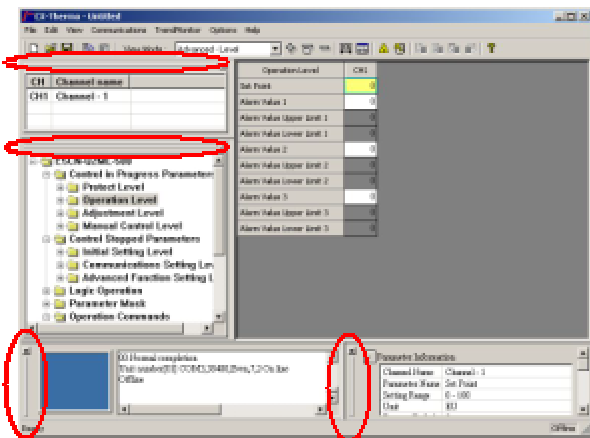 CX-Thermo - Untitled
File Edit View Communications TrendMonitor Options Help
View Mode: Advanced - Level
CH Channel name
CH1 Channel - 1
Operation Level CH1
Set Point 0
Alarm Value 1 0
Alarm Value Upper Limit 1 0
Alarm Value Lower Limit 1 0
Alarm Value 2 0
Alarm Value Upper Limit 2 0
Alarm Value Lower Limit 2 0
Alarm Value 3 0
Alarm Value Upper Limit 3 0
Alarm Value Lower Limit 3 0
Control in Progress Parameters
Protect Level
Operation Level
Adjustment Level
Manual Control Level
Control Stopped Parameters
Initial Setting Level
Communications Setting Lev
Advanced Function Setting L
Logic Operation
Parameter Mask
Operation Commands
Normal completion
Offline
Parameter Information
Channel Name Channel - 1
Parameter Name Set Point
Setting Range 0 - 100
Unit EU
Ready Offline